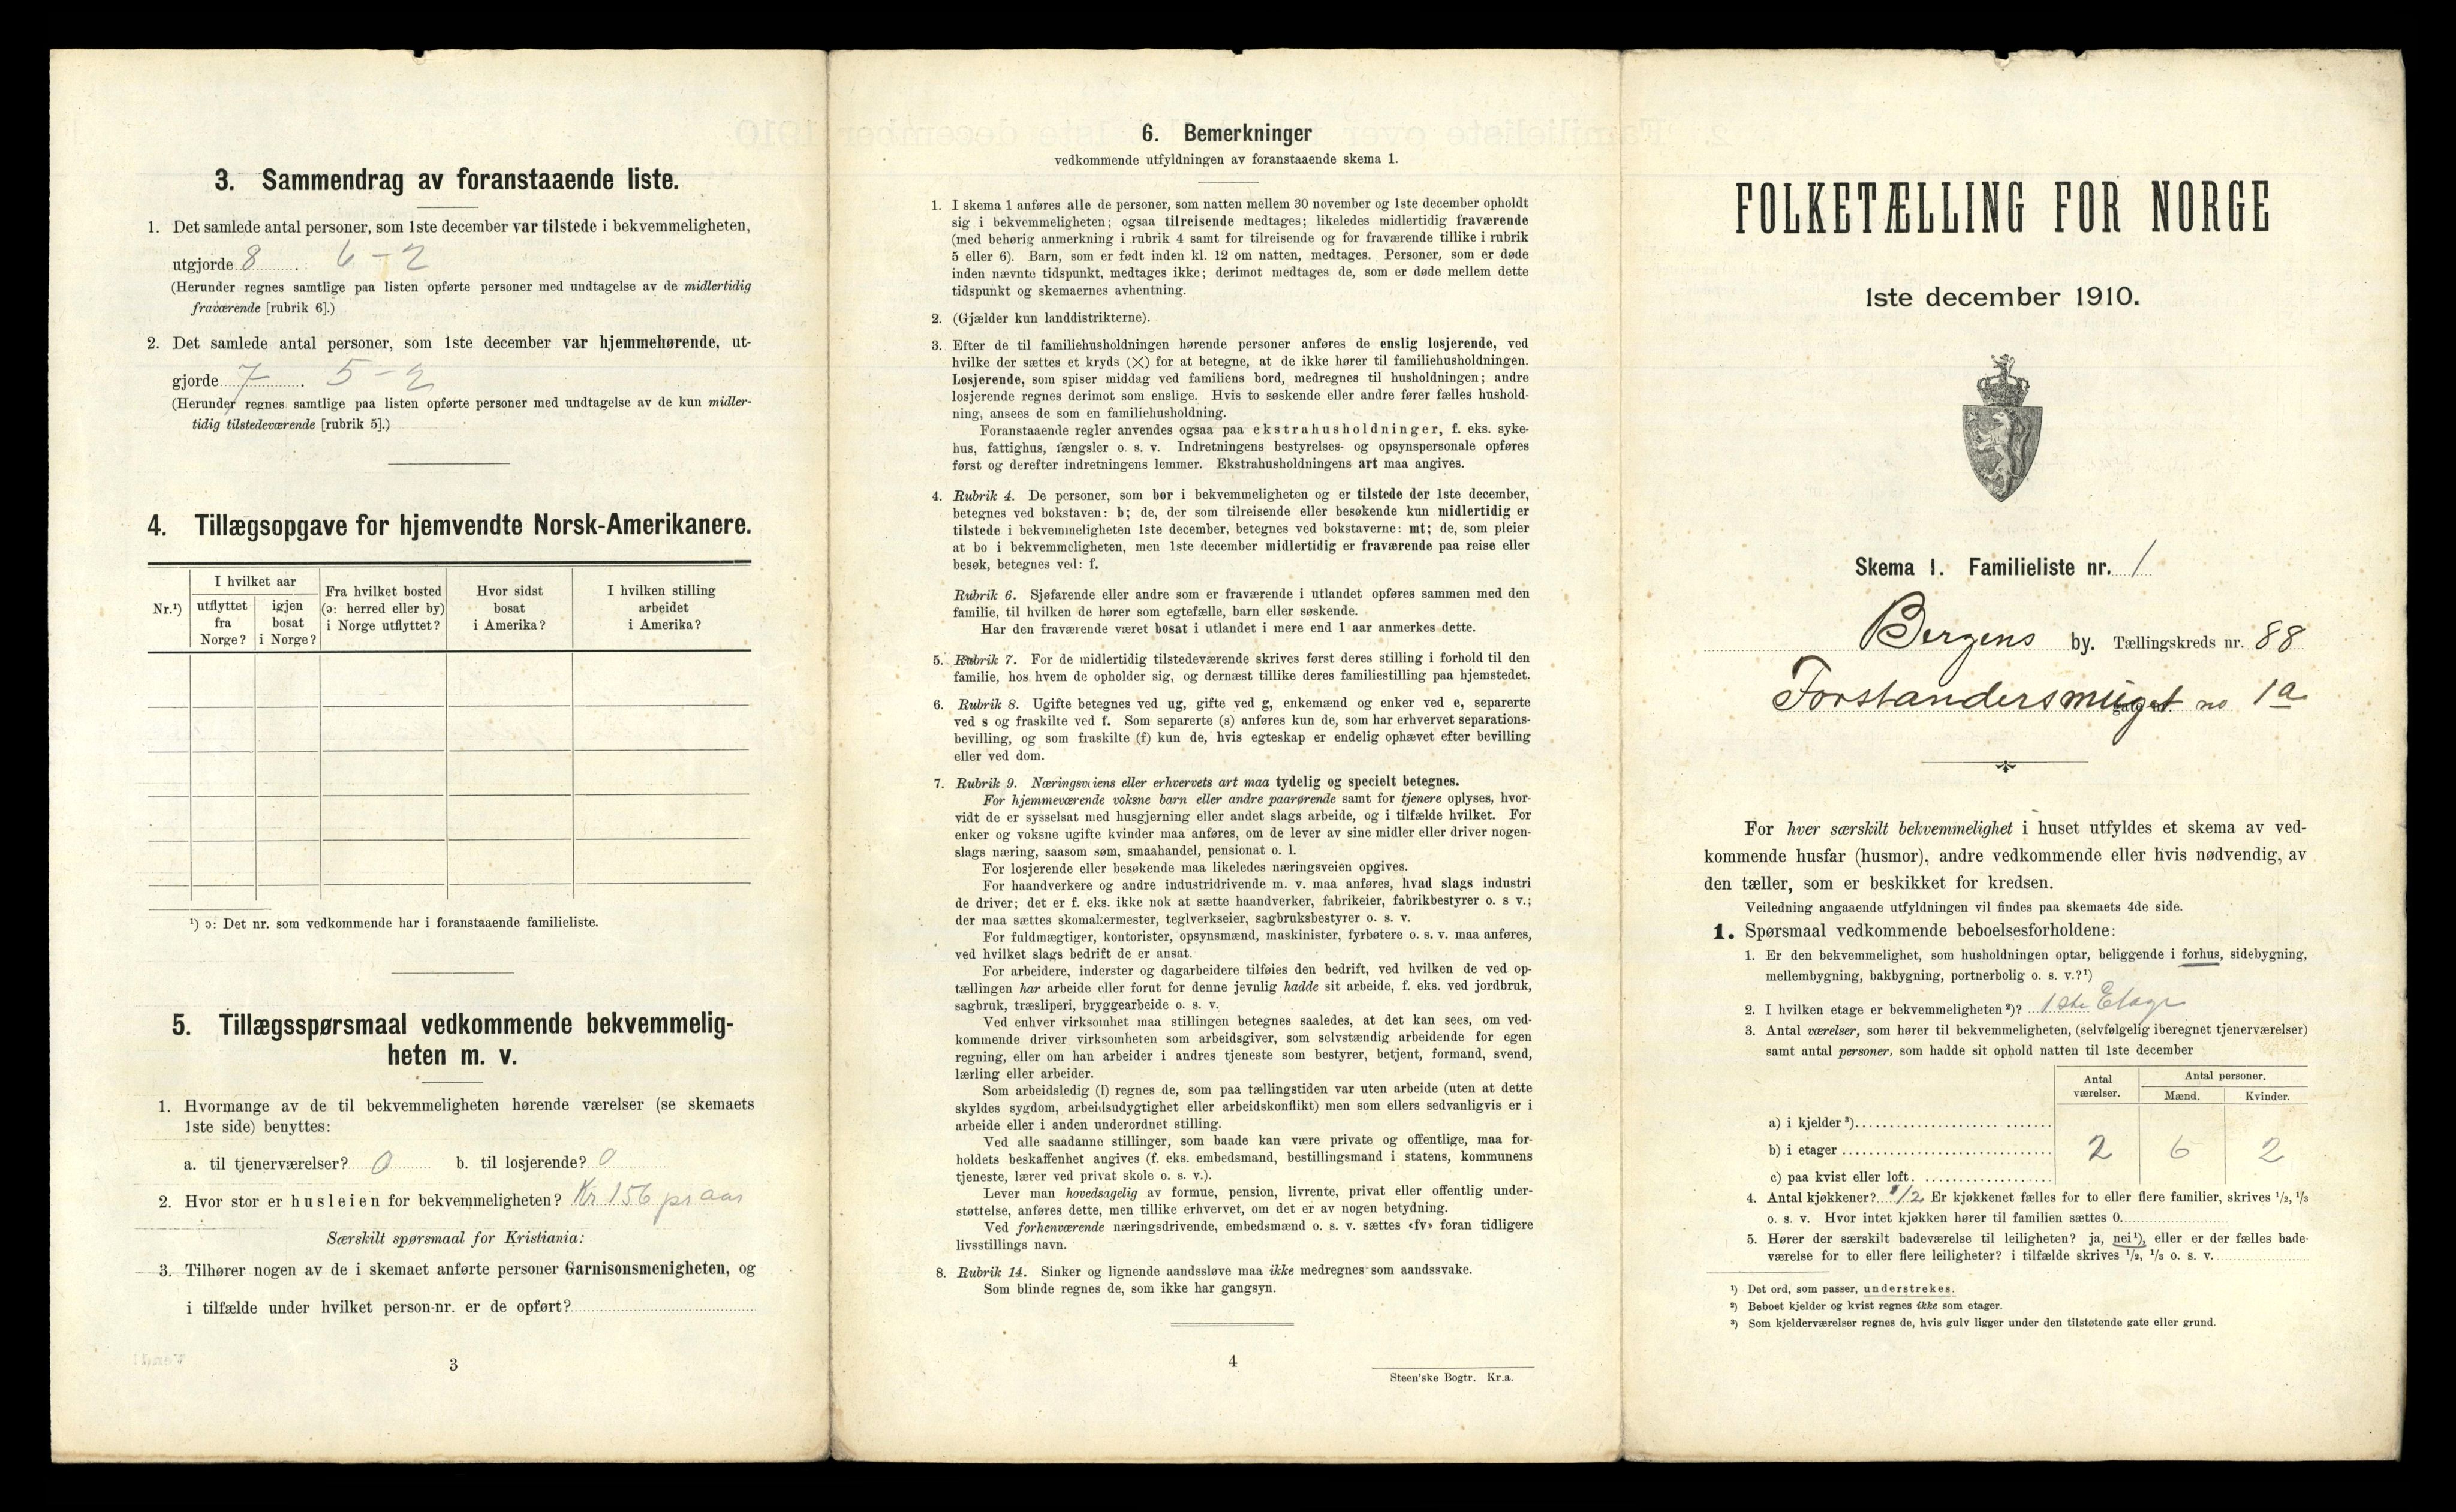 3. Sammendrag av foranstaaende liste.
1. Det samlede antal personer, som 1ste december var tilstede i bekvemmeligheten,
utgjorde 8 . 6 - 2
(Herunder regnes samtlige paa listen opførte personer med undtagelse av de midlertidig
fraværende [rubrik 6].)
2. Det samlede antal personer, som 1ste december var hjemmehørende, ut-
gjorde 7 . 5 - 2
(Herunder regnes samtlige paa listen opførte personer med undtagelse av de kun midler-
tidig tilstedeværende [rubrik 5].)
4. Tillægsopgave for hjemvendte Norsk-Amerikanere.
Nr.¹)
I hvilket aar
utflyttet
fra
Norge?
igjen
bosat
i Norge?
Fra hvilket bosted
(ɔ: herred eller by)
i Norge utflyttet?
Hvor sidst
bosat
i Amerika?
I hvilken stilling
arbeidet
i Amerika?
¹) ɔ: Det nr. som vedkommende har i foranstaaende familieliste.
5. Tillægsspørsmaal vedkommende bekvemmelig-
heten m. v.
1. Hvormange av de til bekvemmeligheten hørende værelser (se skemaets
1ste side) benyttes:
a. til tjenerværelser? 0 b. til losjerende? 0
2. Hvor stor er husleien for bekvemmeligheten? Kr 156 pr aar
Særskilt spørsmaal for Kristiania:
3. Tilhører nogen av de i skemaet anførte personer Garnisonsmenigheten, og
i tilfælde under hvilket person-nr. er de opført?
3
6. Bemerkninger
vedkommende utfyldningen av foranstaaende skema 1.
1. I skema 1 anføres alle de personer, som natten mellem 30 november og 1ste december opholdt
sig i bekvemmeligheten; ogsaa tilreisende medtages; likeledes midlertidig fraværende
(med behørig anmerkning i rubrik 4 samt for tilreisende og for fraværende tillike i rubrik
5 eller 6). Barn, som er født inden kl. 12 om natten, medtages. Personer, som er døde
inden nævnte tidspunkt, medtages ikke; derimot medtages de, som er døde mellem dette
tidspunkt og skemaernes avhentning.
2. (Gjælder kun landdistrikterne).
3. Efter de til familiehusholdningen hørende personer anføres de enslig losjerende, ved
hvilke der sættes et kryds (✕) for at betegne, at de ikke hører til familiehusholdningen.
Losjerende, som spiser middag ved familiens bord, medregnes til husholdningen; andre
losjerende regnes derimot som enslige. Hvis to søskende eller andre fører fælles hushold-
ning, ansees de som en familiehusholdning.
Foranstaaende regler anvendes ogsaa paa ekstrahusholdninger, f. eks. syke-
hus, fattighus, fængsler o. s. v. Indretningens bestyrelses- og opsynspersonale opføres
først og derefter indretningens lemmer. Ekstrahusholdningens art maa angives.
4. Rubrik 4. De personer, som bor i bekvemmeligheten og er tilstede der 1ste december,
betegnes ved bokstaven: b; de, der som tilreisende eller besøkende kun midlertidig er
tilstede i bekvemmeligheten 1ste december, betegnes ved bokstaverne: mt; de, som pleier
at bo i bekvemmeligheten, men 1ste december midlertidig er fraværende paa reise eller
besøk, betegnes ved: f.
Rubrik 6. Sjøfarende eller andre som er fraværende i utlandet opføres sammen med den
familie, til hvilken de hører som egtefælle, barn eller søskende.
Har den fraværende været bosat i utlandet i mere end 1 aar anmerkes dette.
5. Rubrik 7. For de midlertidig tilstedeværende skrives først deres stilling i forhold til den
familie, hos hvem de opholder sig, og dernæst tillike deres familiestilling paa hjemstedet.
6. Rubrik 8. Ugifte betegnes ved ug, gifte ved g, enkemænd og enker ved e, separerte
ved s og fraskilte ved f. Som separerte (s) anføres kun de, som har erhvervet separations-
bevilling, og som fraskilte (f) kun de, hvis egteskap er endelig ophævet efter bevilling
eller ved dom.
7. Rubrik 9. Næringsveiens eller erhvervets art maa tydelig og specielt betegnes.
For hjemmeværende voksne barn eller andre paarørende samt for tjenere oplyses, hvor-
vidt de er sysselsat med husgjerning eller andet slags arbeide, og i tilfælde hvilket. For
enker og voksne ugifte kvinder maa anføres, om de lever av sine midler eller driver nogen-
slags næring, saasom søm, smaahandel, pensionat o. l.
For losjerende eller besøkende maa likeledes næringsveien opgives.
For haandverkere og andre industridrivende m. v. maa anføres, hvad slags industri
de driver; det er f. eks. ikke nok at sætte haandverker, fabrikeier, fabrikbestyrer o. s v.;
der maa sættes skomakermester, teglverkseier, sagbruksbestyrer o. s. v.
For fuldmægtiger, kontorister, opsynsmænd, maskinister, fyrbøtere o. s. v. maa anføres,
ved hvilket slags bedrift de er ansat.
For arbeidere, inderster og dagarbeidere tilføies den bedrift, ved hvilken de ved op-
tællingen har arbeide eller forut for denne jevnlig hadde sit arbeide, f. eks. ved jordbruk,
sagbruk, træsliperi, bryggearbeide o. s. v.
Ved enhver virksomhet maa stillingen betegnes saaledes, at det kan sees, om ved-
kommende driver virksomheten som arbeidsgiver, som selvstændig arbeidende for egen
regning, eller om han arbeider i andres tjeneste som bestyrer, betjent, formand, svend,
lærling eller arbeider.
Som arbeidsledig (l) regnes de, som paa tællingstiden var uten arbeide (uten at dette
skyldes sygdom, arbeidsudygtighet eller arbeidskonflikt) men som ellers sedvanligvis er i
arbeide eller i anden underordnet stilling.
Ved alle saadanne stillinger, som baade kan være private og offentlige, maa for-
holdets beskaffenhet angives (f. eks. embedsmand, bestillingsmand i statens, kommunens
tjeneste, lærer ved privat skole o. s. v.).
Lever man hovedsagelig av formue, pension, livrente, privat eller offentlig under-
støttelse, anføres dette, men tillike erhvervet, om det er av nogen betydning.
Ved forhenværende næringsdrivende, embedsmænd o. s. v. sættes «fv» foran tidligere
livsstillings navn.
8. Rubrik 14. Sinker og lignende aandssløve maa ikke medregnes som aandssvake.
Som blinde regnes de, som ikke har gangsyn.
4
Steen'ske Bogtr. Kr.a.
FOLKETÆLLING FOR NORGE
1ste december 1910.
Skema 1. Familieliste nr. 1
Bergens by. Tællingskreds nr. 88
Forstandersmuget no 1a
For hver særskilt bekvemmelighet i huset utfyldes et skema av ved-
kommende husfar (husmor), andre vedkommende eller hvis nødvendig, av
den tæller, som er beskikket for kredsen.
Veiledning angaaende utfyldningen vil findes paa skemaets 4de side.
1. Spørsmaal vedkommende beboelsesforholdene:
1. Er den bekvemmelighet, som husholdningen optar, beliggende i forhus, sidebygning,
mellembygning, bakbygning, portnerbolig o. s. v.?¹)
2. I hvilken etage er bekvemmeligheten²)? 1ste Etage
3. Antal værelser, som hører til bekvemmeligheten, (selvfølgelig iberegnet tjenerværelser)
samt antal personer, som hadde sit ophold natten til 1ste december
Antal
værelser.
Antal personer.
Mænd. Kvinder.
a) i kjelder³)
b) i etager 2 6 2
c) paa kvist eller loft.
4. Antal kjøkkener? 1/2 Er kjøkkenet fælles for to eller flere familier, skrives 1/2, 1/3
o. s. v. Hvor intet kjøkken hører til familien sættes 0.
5. Hører der særskilt badeværelse til leiligheten? ja, nei¹), eller er der fælles bade-
værelse for to eller flere leiligheter? i tilfælde skrives 1/2, 1/3 o. s. v.
¹) Det ord, som passer, understrekes.
²) Beboet kjelder og kvist regnes ikke som etager.
³) Som kjelderværelser regnes de, hvis gulv ligger under den tilstøtende gate eller grund.